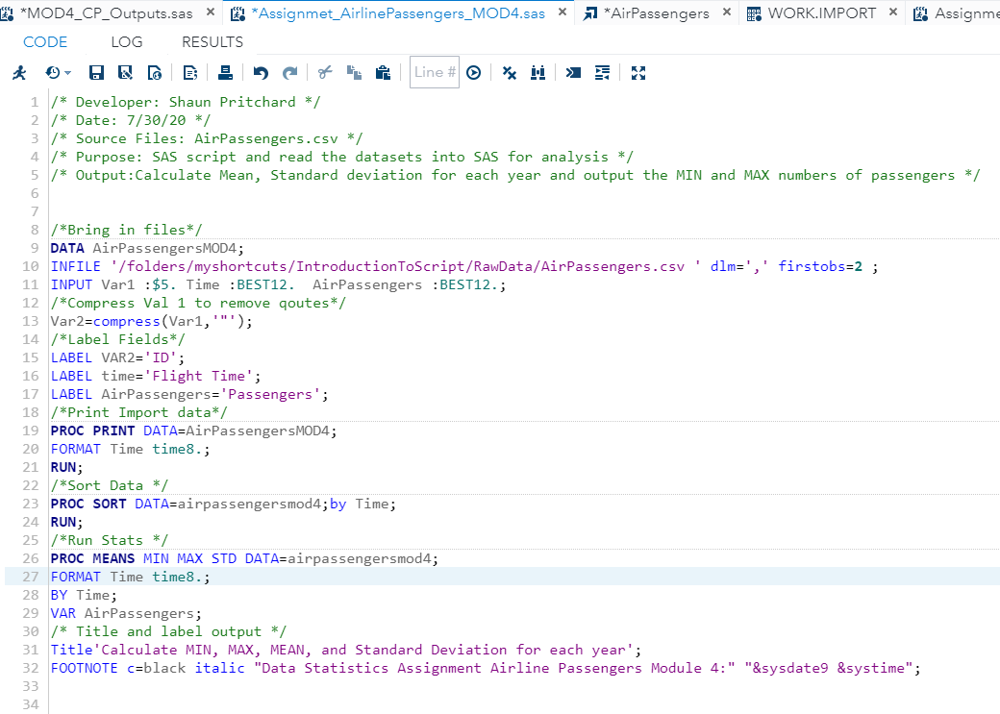 *MOD4_CP_Outputs.sas × *Assignmet_AirlinePassengers_MOD4.sas × *AirPassengers × WORK.IMPORT × Assignme
CODE LOG RESULTS
Line #
1 /* Developer: Shaun Pritchard */
2 /* Date: 7/30/20 */
3 /* Source Files: AirPassengers.csv */
4 /* Purpose: SAS script and read the datasets into SAS for analysis */
5 /* Output:Calculate Mean, Standard deviation for each year and output the MIN and MAX numbers of passengers */
6
7
8 /*Bring in files*/
9 DATA AirPassengersMOD4;
10 INFILE '/folders/myshortcuts/IntroductionToScript/RawData/AirPassengers.csv ' dlm=',' firstobs=2 ;
11 INPUT Var1 :$5. Time :BEST12.  AirPassengers :BEST12.;
12 /*Compress Val 1 to remove qoutes*/
13 Var2=compress(Var1,'"');
14 /*Label Fields*/
15 LABEL VAR2='ID';
16 LABEL time='Flight Time';
17 LABEL AirPassengers='Passengers';
18 /*Print Import data*/
19 PROC PRINT DATA=AirPassengersMOD4;
20 FORMAT Time time8.;
21 RUN;
22 /*Sort Data */
23 PROC SORT DATA=airpassengersmod4;by Time;
24 RUN;
25 /*Run Stats */
26 PROC MEANS MIN MAX STD DATA=airpassengersmod4;
27 FORMAT Time time8.;
28 BY Time;
29 VAR AirPassengers;
30 /* Title and label output */
31 Title'Calculate MIN, MAX, MEAN, and Standard Deviation for each year';
32 FOOTNOTE c=black italic "Data Statistics Assignment Airline Passengers Module 4:" "&sysdate9 &systime";
33
34